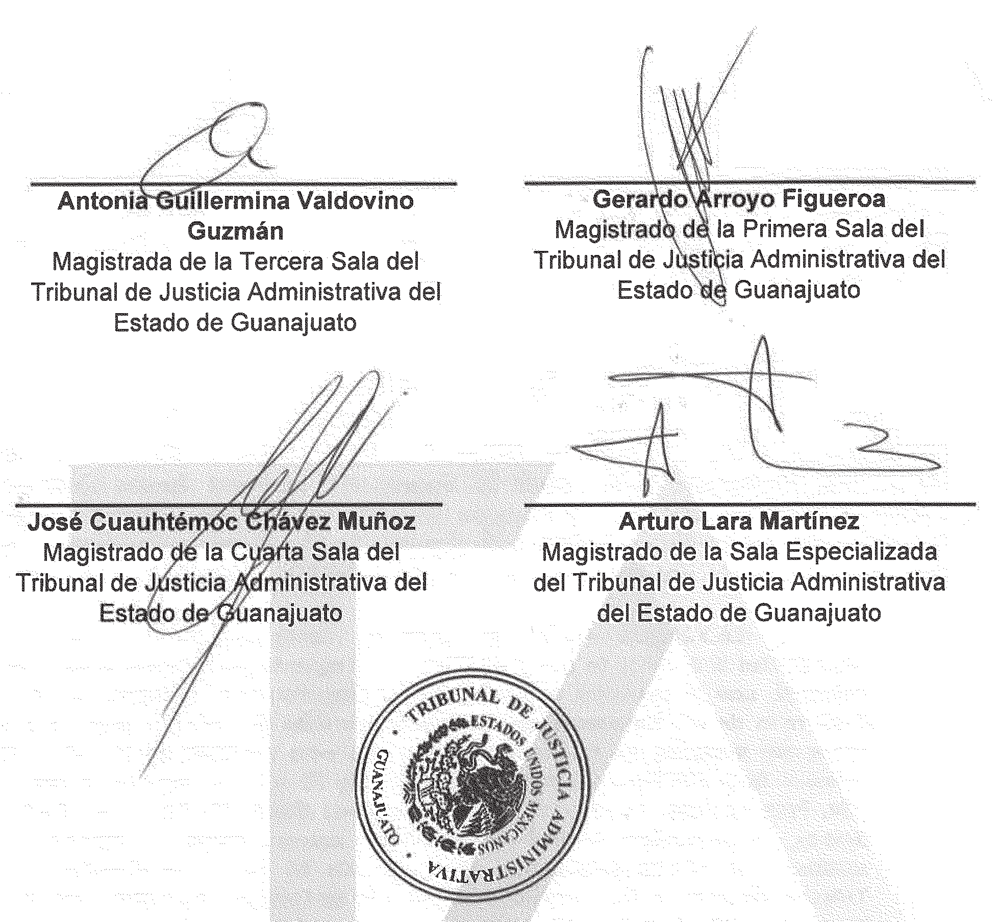 Antonia Guillermina Valdovino
Guzmán
Magistrada de la Tercera Sala del
Tribunal de Justicia Administrativa del
Estado de Guanajuato
Gerardo Arroyo Figueroa
Magistrado de la Primera Sala del
Tribunal de Justicia Administrativa del
Estado de Guanajuato
José Cuauhtémoc Chávez Muñoz
Magistrado de la Cuarta Sala del
Tribunal de Justicia Administrativa del
Estado de Guanajuato
Arturo Lara Martínez
Magistrado de la Sala Especializada
del Tribunal de Justicia Administrativa
del Estado de Guanajuato
TRIBUNAL DE JUSTICIA ADMINISTRATIVA
ESTADOS UNIDOS MEXICANOS
GUANAJUATO